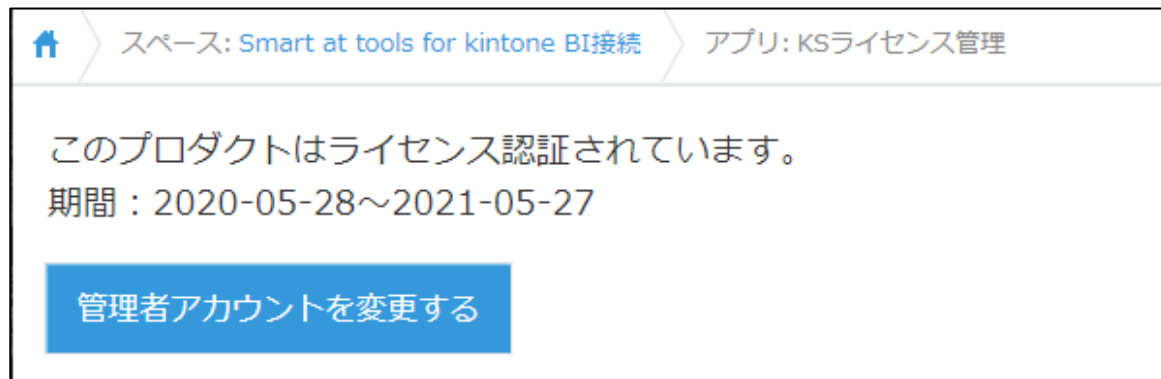 スペース: Smart at tools for kintone BI接続 アプリ: KSライセンス管理
このプロダクトはライセンス認証されています。
期間：2020-05-28～2021-05-27
管理者アカウントを変更する